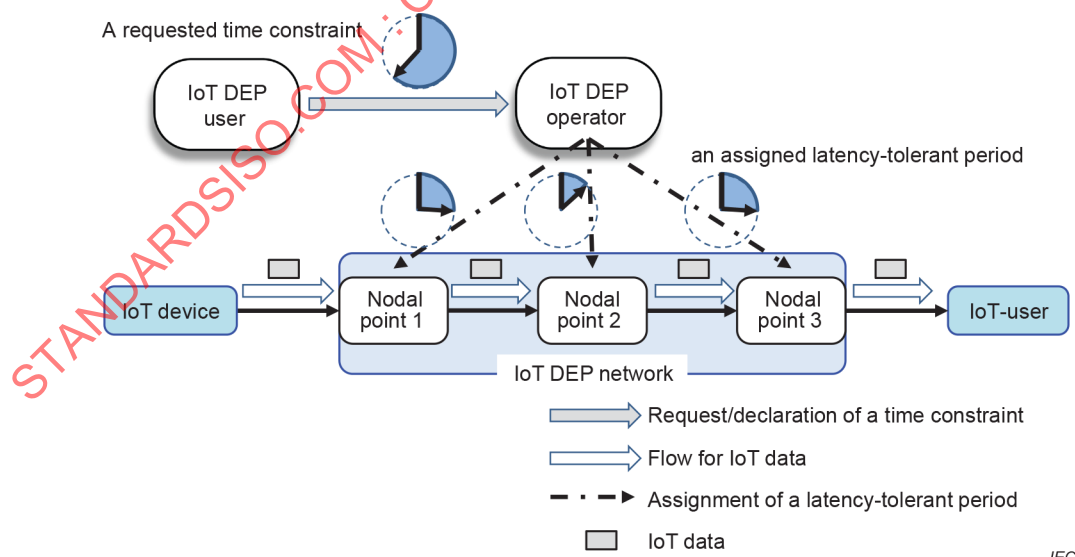 A requested time constraint
IoT DEP
user
IoT DEP
operator
an assigned latency-tolerant period
IoT device
Nodal
point 1
Nodal
point 2
Nodal
point 3
IoT-user
IoT DEP network
Request/declaration of a time constraint
Flow for IoT data
Assignment of a latency-tolerant period
IoT data
IEC
STANDARDSISO.COM :